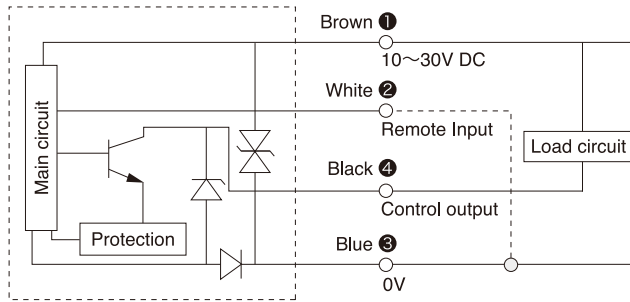 Brown ❶
10～30V DC
White ❷
Remote Input
Main circuit
Load circuit
Black ❹
Control output
Protection
Blue ❸
0V